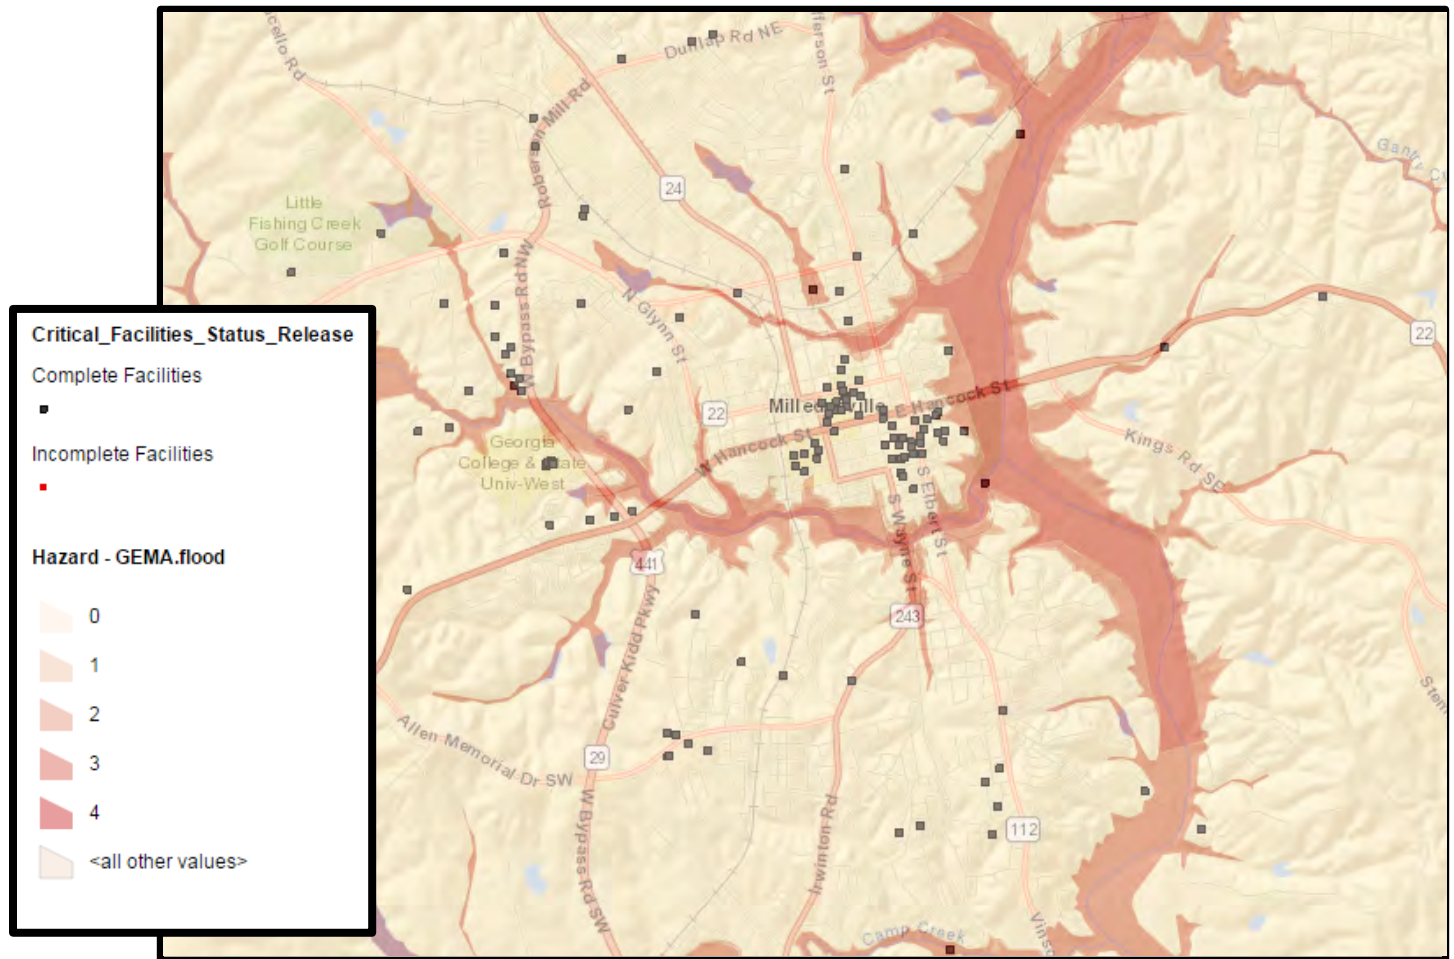 Critical_Facilities_Status_Release
Complete Facilities
Incomplete Facilities
Hazard - GEMA.flood
0
1
2
3
4
<all other values>
Dunlap Rd NE
Roberson Mill Rd
24
Little
Fishing Creek
Golf Course
W Bypass Rd NW
N Glynn St
22
22
E Hancock St
W Hancock St
Georgia
College & State
Univ-West
Kings Rd SE
S Elbert St
S Wayne St
441
243
Culver Kidd Pkwy
Allen Memorial Dr SW
29
W Bypass Rd SW
Irwinton Rd
112
Camp Creek